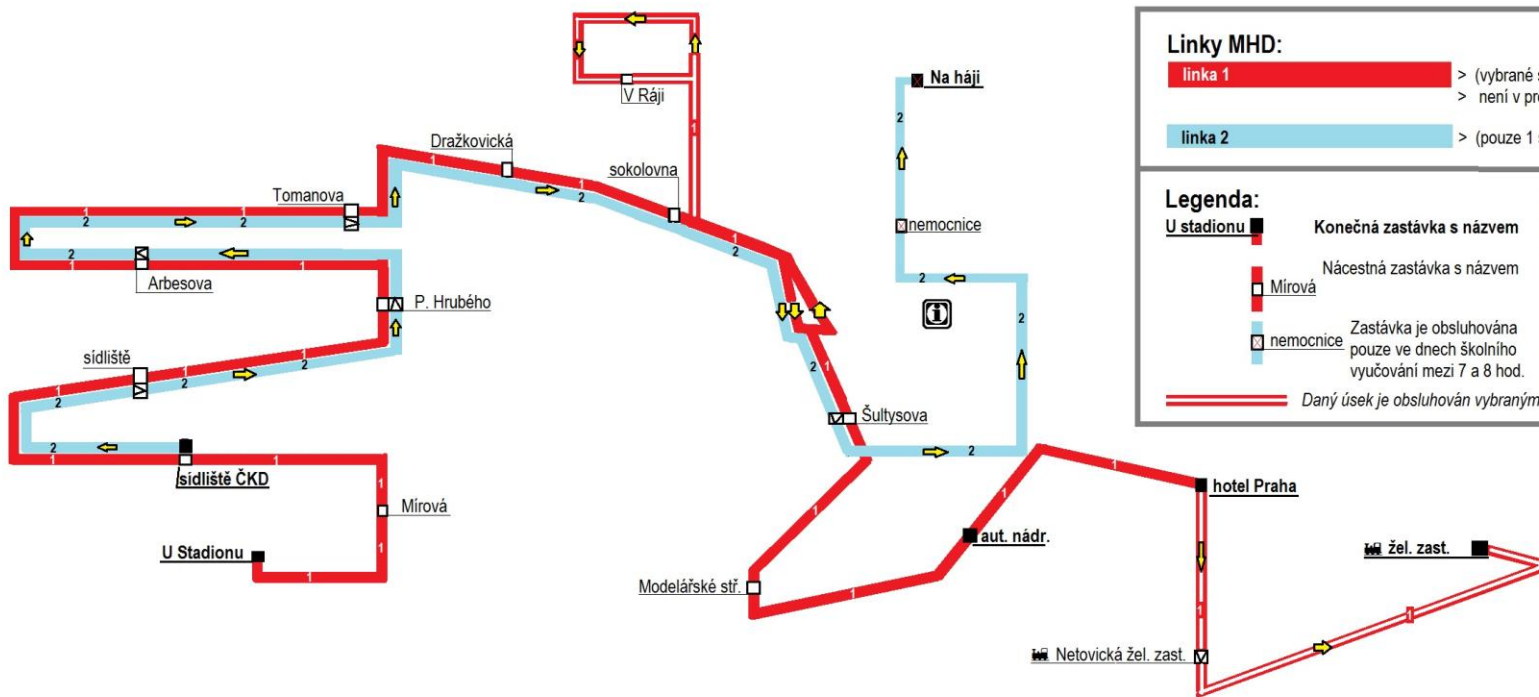 V Ráji
Na háji
Dražkovická
sokolovna
Tomanova
nemocnice
Arbesova
P. Hrubého
sídliště
Šultysova
sídliště ČKD
Mírová
U Stadionu
hotel Praha
aut. nádr.
žel. zast.
Modelářské stř.
Netovická žel. zast.
Linky MHD:
linka 1 > (vybrané s
> není v pro
linka 2 > (pouze 1 s
Legenda:
U stadionu Konečná zastávka s názvem
Nácestná zastávka s názvem
Mírová
Zastávka je obsluhována
nemocnice pouze ve dnech školního
vyučování mezi 7 a 8 hod.
Daný úsek je obsluhován vybraným